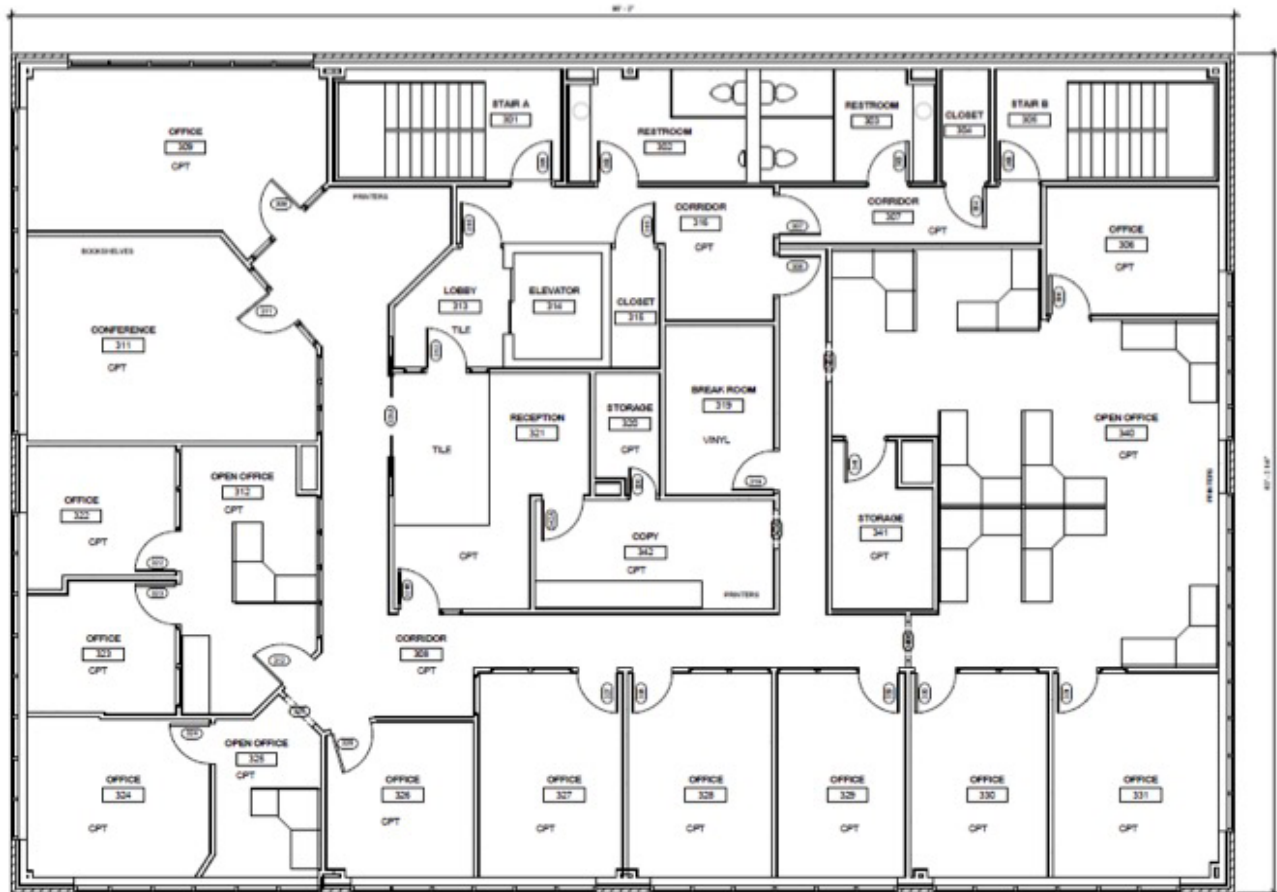 STAIR A
301
RESTROOM
302
RESTROOM
303
CLOSET
304
STAIR B
305
OFFICE
309
CPT
PRINTERS
CORRIDOR
316
CPT
CORRIDOR
307
CPT
OFFICE
306
CPT
BOOKSHELVES
CONFERENCE
311
CPT
LOBBY
313
TILE
ELEVATOR
314
CLOSET
315
BREAK ROOM
319
VINYL
RECEPTION
321
TILE
CPT
STORAGE
320
CPT
OPEN OFFICE
340
CPT
PRINTERS
OPEN OFFICE
312
CPT
OFFICE
322
CPT
COPY
342
CPT
PRINTERS
STORAGE
341
CPT
OFFICE
323
CPT
CORRIDOR
308
CPT
OPEN OFFICE
325
CPT
OFFICE
324
CPT
OFFICE
326
CPT
OFFICE
327
CPT
OFFICE
328
CPT
OFFICE
329
CPT
OFFICE
330
CPT
OFFICE
331
CPT